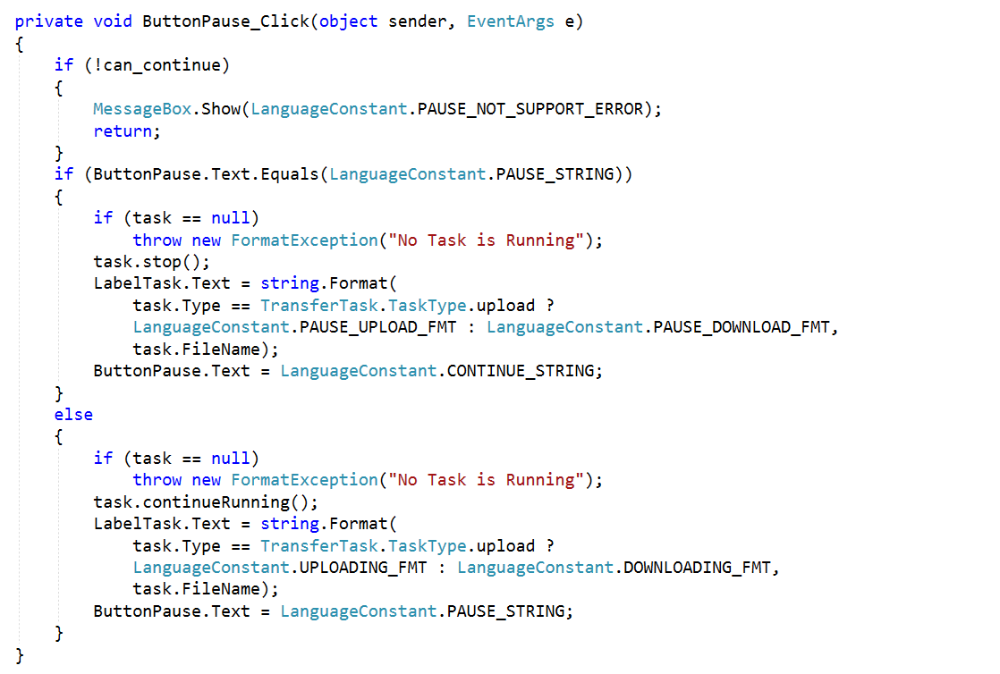 private void ButtonPause_Click(object sender, EventArgs e)
{
    if (!can_continue)
    {
        MessageBox.Show(LanguageConstant.PAUSE_NOT_SUPPORT_ERROR);
        return;
    }
    if (ButtonPause.Text.Equals(LanguageConstant.PAUSE_STRING))
    {
        if (task == null)
            throw new FormatException("No Task is Running");
        task.stop();
        LabelTask.Text = string.Format(
            task.Type == TransferTask.TaskType.upload ?
            LanguageConstant.PAUSE_UPLOAD_FMT : LanguageConstant.PAUSE_DOWNLOAD_FMT,
            task.FileName);
        ButtonPause.Text = LanguageConstant.CONTINUE_STRING;
    }
    else
    {
        if (task == null)
            throw new FormatException("No Task is Running");
        task.continueRunning();
        LabelTask.Text = string.Format(
            task.Type == TransferTask.TaskType.upload ?
            LanguageConstant.UPLOADING_FMT : LanguageConstant.DOWNLOADING_FMT,
            task.FileName);
        ButtonPause.Text = LanguageConstant.PAUSE_STRING;
    }
}